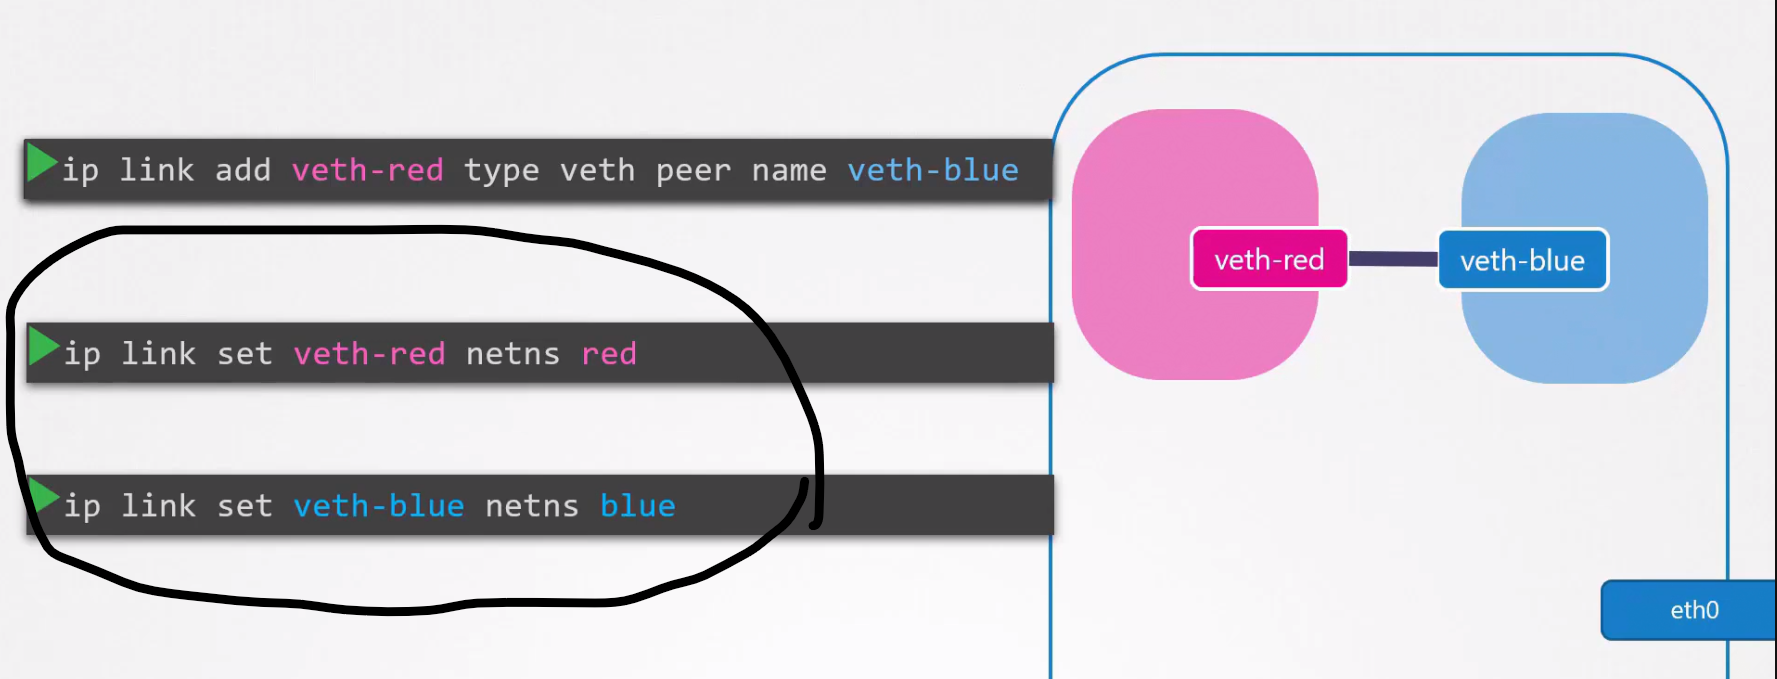 ip link add veth-red type veth peer name veth-blue
ip link set veth-red netns red
ip link set veth-blue netns blue
veth-red
veth-blue
eth0